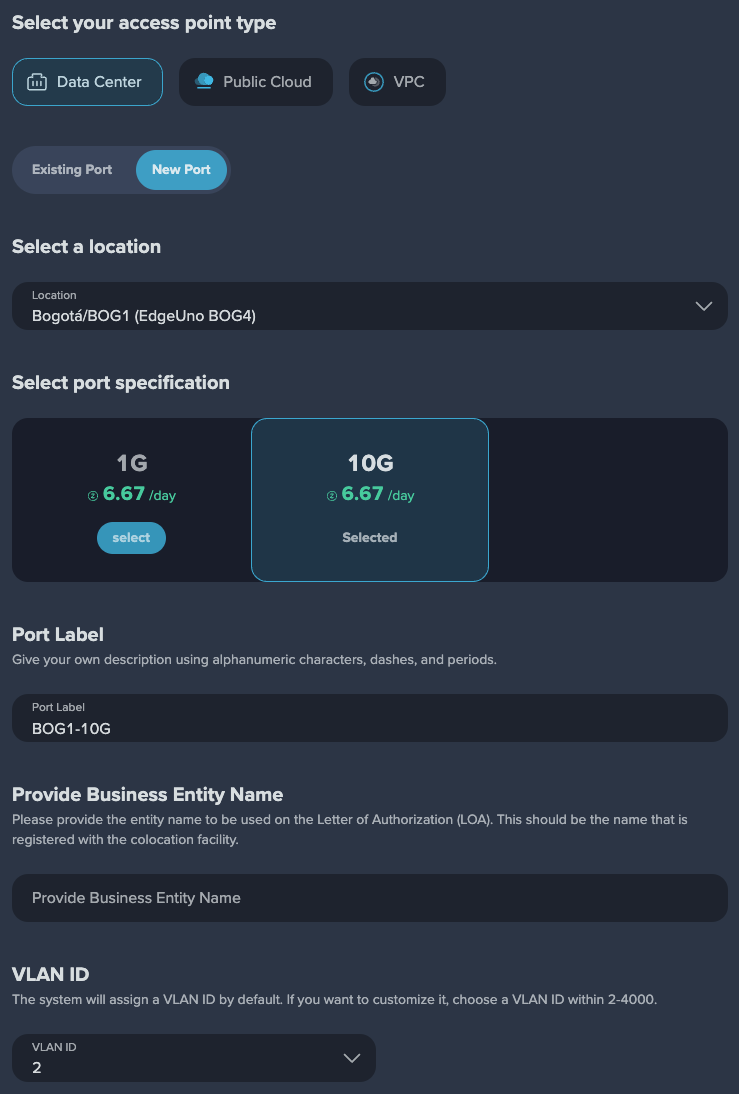 Select your access point type
Data Center
Public Cloud
VPC
Existing Port
New Port
Select a location
Location
Bogotá/BOG1 (EdgeUno BOG4)
Select port specification
1G
6.67 /day
select
10G
6.67 /day
Selected
Port Label
Give your own description using alphanumeric characters, dashes, and periods.
Port Label
BOG1-10G
Provide Business Entity Name
Please provide the entity name to be used on the Letter of Authorization (LOA). This should be the name that is
registered with the colocation facility.
Provide Business Entity Name
VLAN ID
The system will assign a VLAN ID by default. If you want to customize it, choose a VLAN ID within 2-4000.
VLAN ID
2